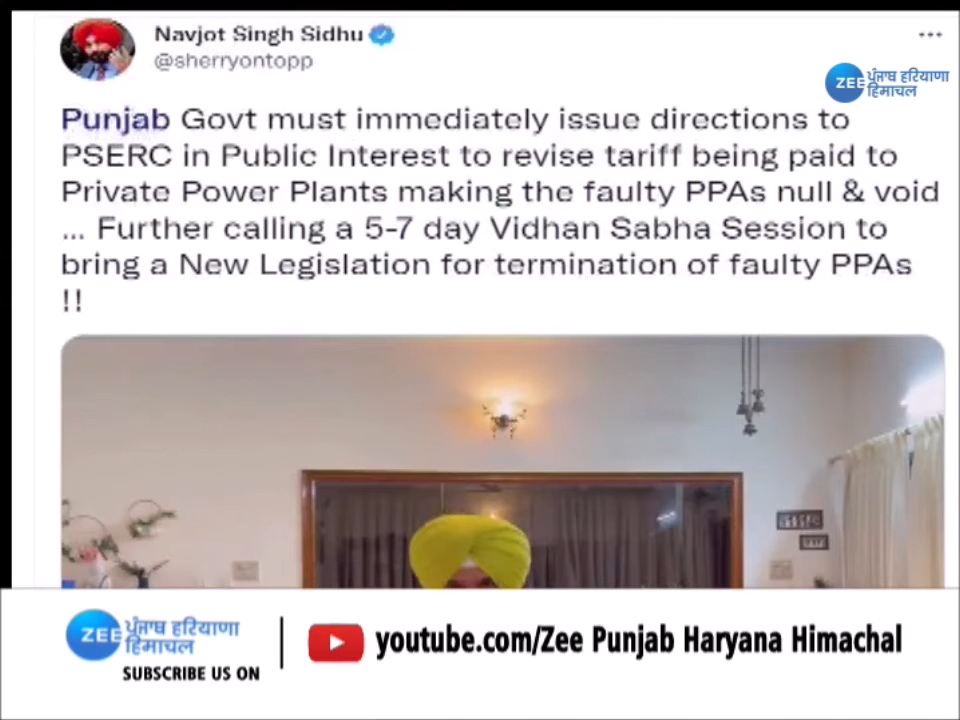 Navjot Singh Sidhu
@sherryontopp
ZEE ਪੰਜਾਬ हरियाणा
हिमाचल
Punjab Govt must immediately issue directions to
PSERC in Public Interest to revise tariff being paid to
Private Power Plants making the faulty PPAs null & void
... Further calling a 5-7 day Vidhan Sabha Session to
bring a New Legislation for termination of faulty PPAs
!!
ZEE ਪੰਜਾਬ हरियाणा
हिमाचल
SUBSCRIBE US ON
youtube.com/Zee Punjab Haryana Himachal